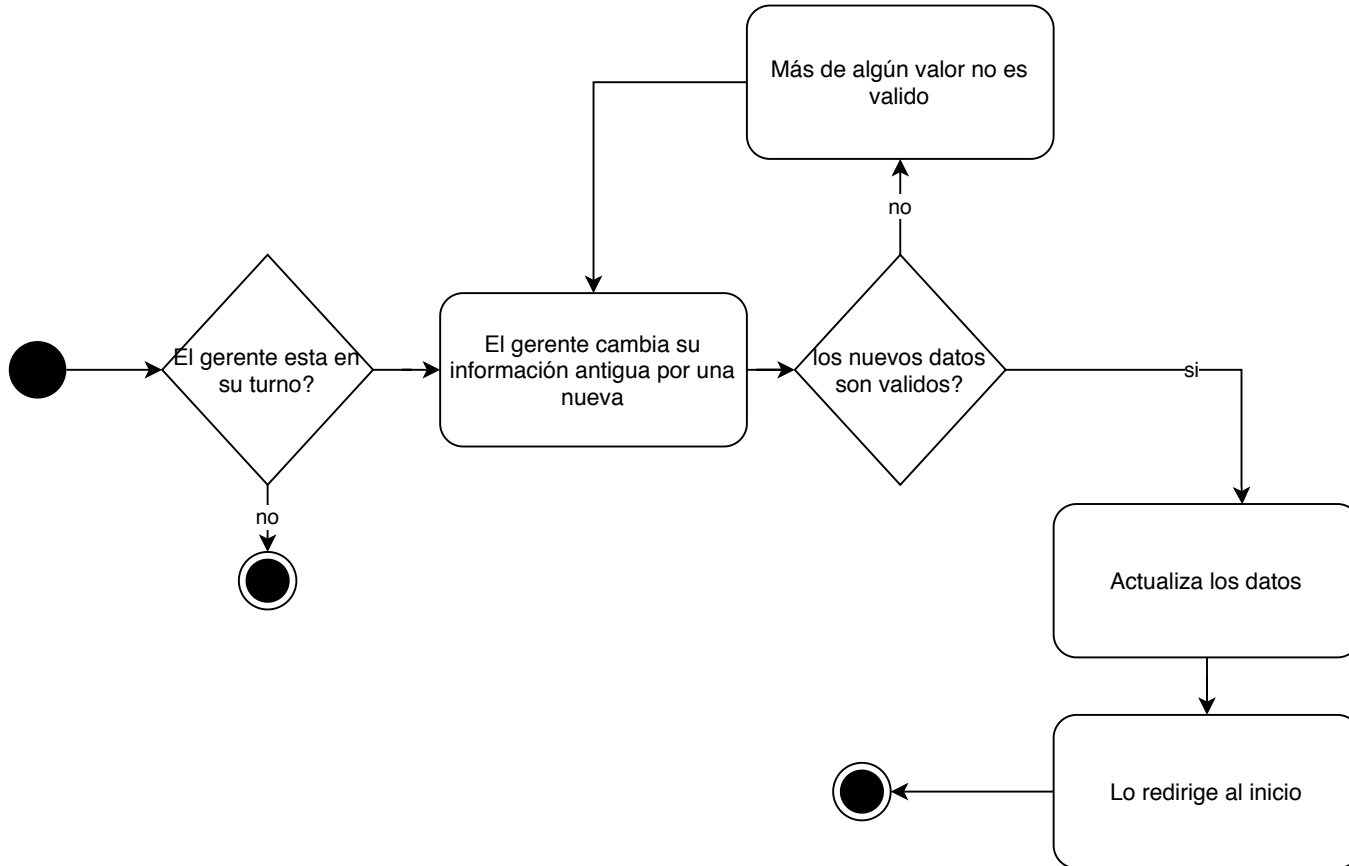 Más de algún valor no es
valido
no
El gerente esta en
su turno?
El gerente cambia su
información antigua por una
nueva
los nuevos datos
son validos?
si
no
Actualiza los datos
Lo redirige al inicio